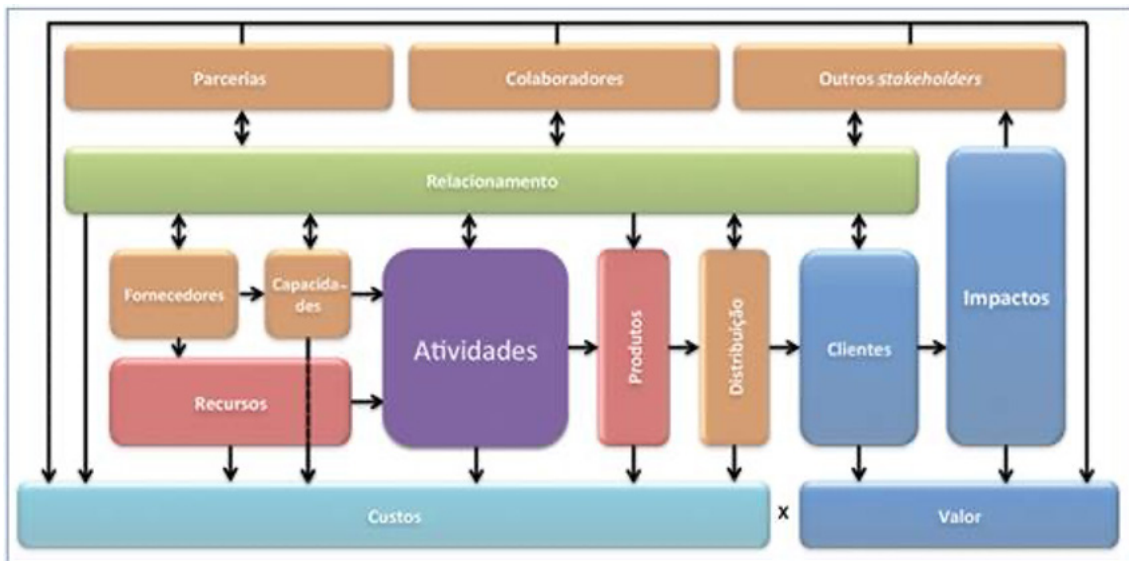 Parcerias
Colaboradores
Outros stakeholders
Relacionamento
Fornecedores
Capacida-
des
Atividades
Produtos
Distribuição
Clientes
Impactos
Recursos
Custos
X
Valor